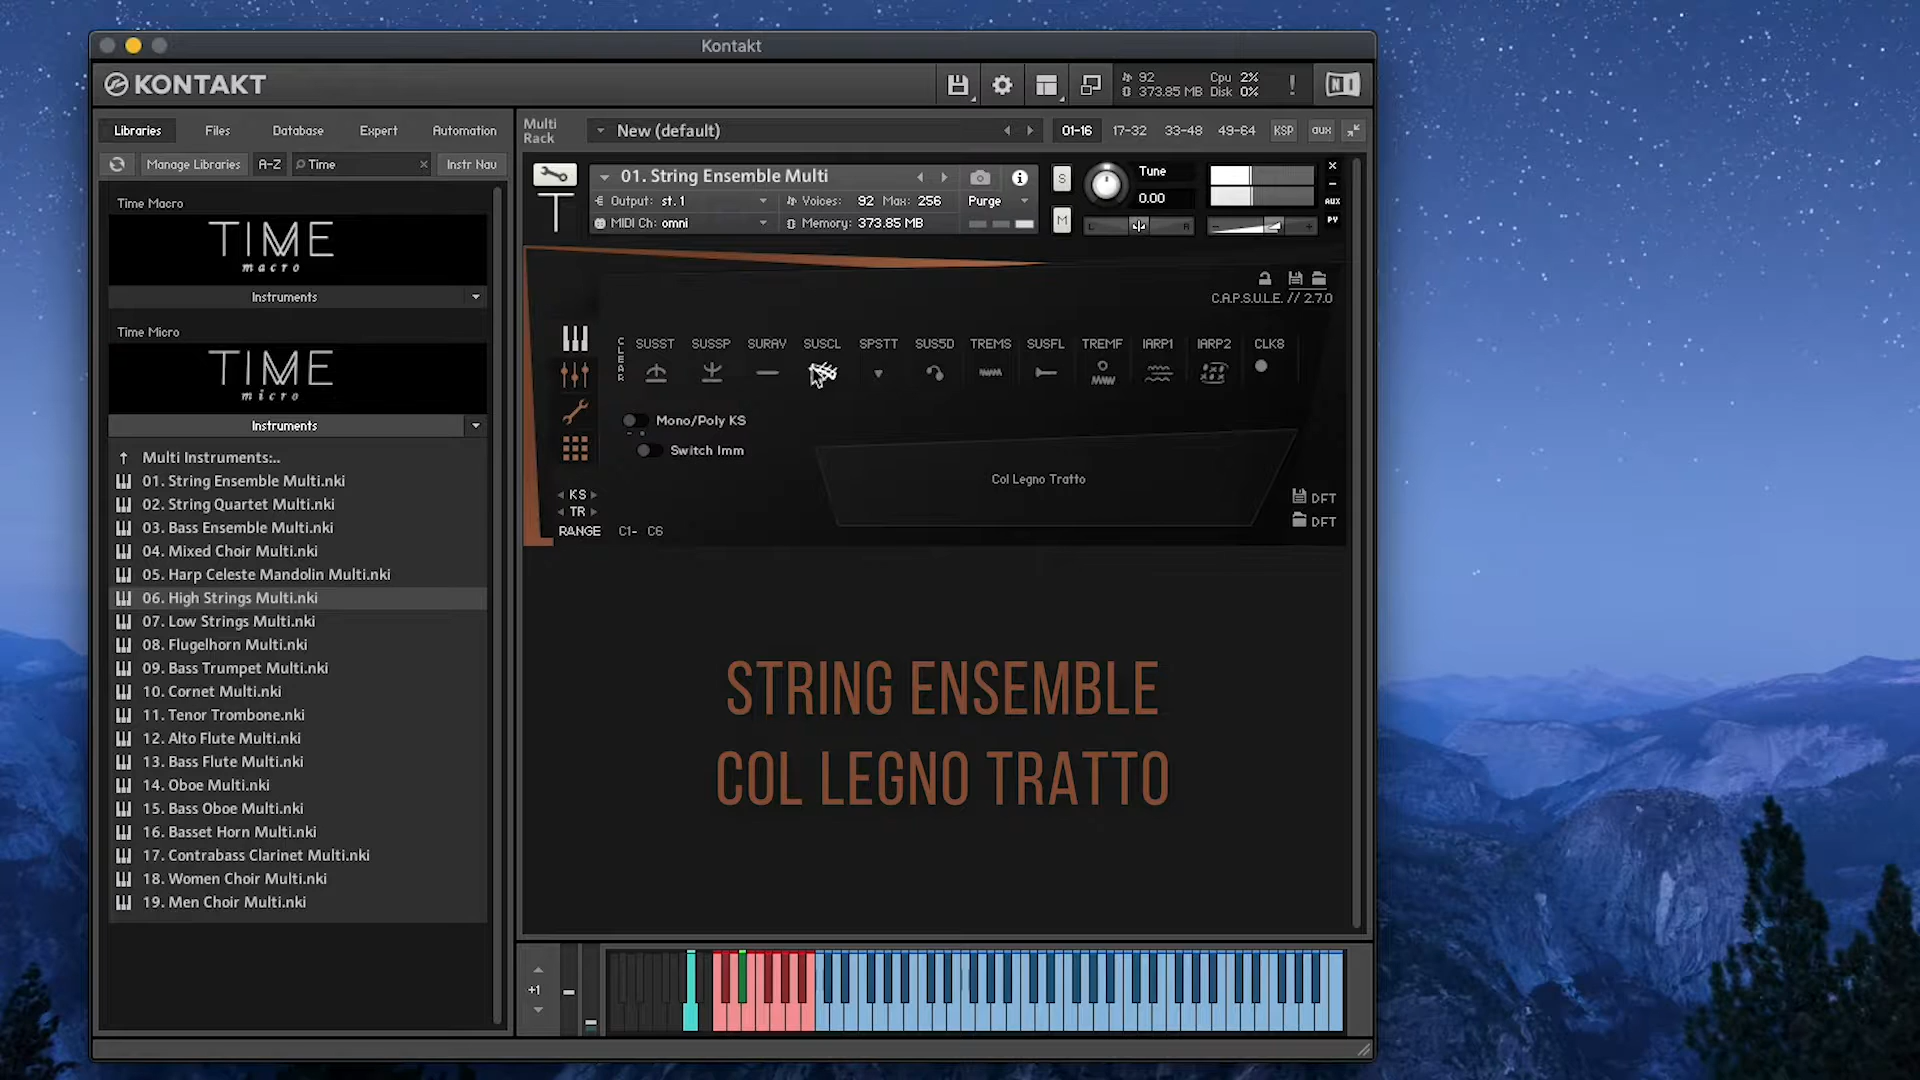 Kontakt
KONTAKT
92
373.85 MB
Cpu 2%
Disk 0%
!
NI
Libraries
Files
Database
Expert
Automation
Manage Libraries
A-Z
Time
Instr Nav
Time Macro
TIME
macro
Instruments
Time Micro
TIME
micro
Instruments
Multi Instruments:..
01. String Ensemble Multi.nki
02. String Quartet Multi.nki
03. Bass Ensemble Multi.nki
04. Mixed Choir Multi.nki
05. Harp Celeste Mandolin Multi.nki
06. High Strings Multi.nki
07. Low Strings Multi.nki
08. Flugelhorn Multi.nki
09. Bass Trumpet Multi.nki
10. Cornet Multi.nki
11. Tenor Trombone.nki
12. Alto Flute Multi.nki
13. Bass Flute Multi.nki
14. Oboe Multi.nki
15. Bass Oboe Multi.nki
16. Basset Horn Multi.nki
17. Contrabass Clarinet Multi.nki
18. Women Choir Multi.nki
19. Men Choir Multi.nki
Multi
Rack
New (default)
01-16
17-32
33-48
49-64
KSP
aux
01. String Ensemble Multi
Output: st.1
Voices: 92 Max: 256
Purge
MIDI Ch: omni
Memory: 373.85 MB
S
M
Tune
0.00
L
R
AUX
PV
C.A.P.S.U.L.E. // 2.7.0
CLEAR
SUSST
SUSSP
SURAV
SUSCL
SPSTT
SUS5D
TREMS
SUSFL
TREMF
IARP1
IARP2
CLK8
Mono/Poly KS
Switch Imm
Col Legno Tratto
KS
TR
RANGE C1- C6
DFT
DFT
STRING ENSEMBLE
COL LEGNO TRATTO
+1